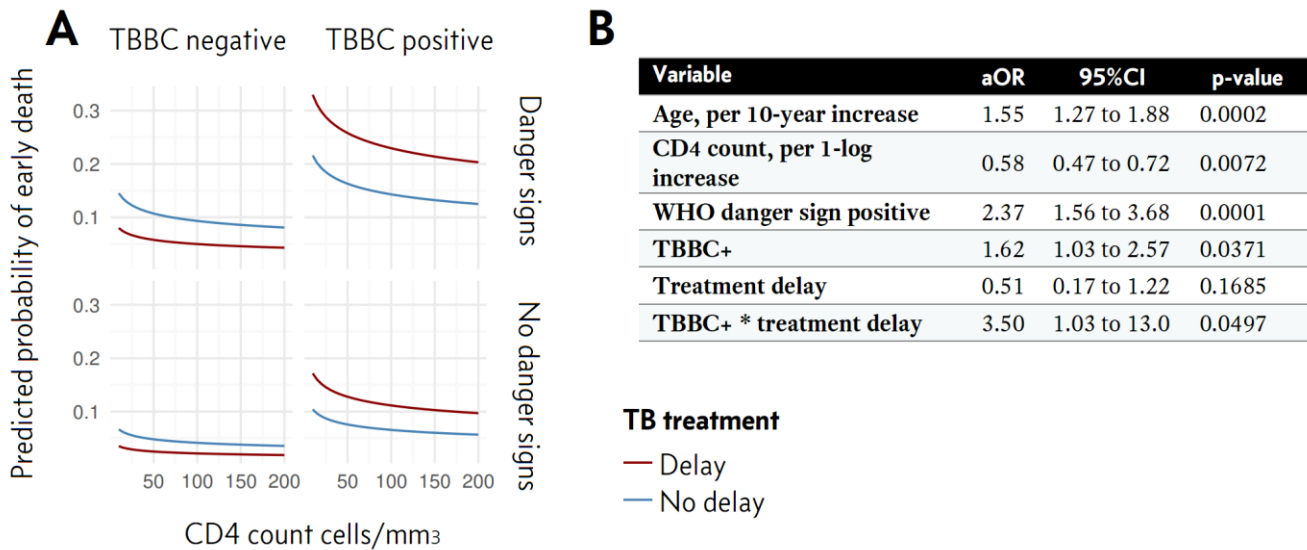 A
TBBC negative
TBBC positive
Predicted probability of early death
0.3
0.2
0.1
Danger signs
0.3
0.2
0.1
No danger signs
50 100 150 200
50 100 150 200
CD4 count cells/mm3
B
Variable aOR 95%CI p-value
Age, per 10-year increase 1.55 1.27 to 1.88 0.0002
CD4 count, per 1-log
increase 0.58 0.47 to 0.72 0.0072
WHO danger sign positive 2.37 1.56 to 3.68 0.0001
TBBC+ 1.62 1.03 to 2.57 0.0371
Treatment delay 0.51 0.17 to 1.22 0.1685
TBBC+ * treatment delay 3.50 1.03 to 13.0 0.0497
TB treatment
Delay
No delay